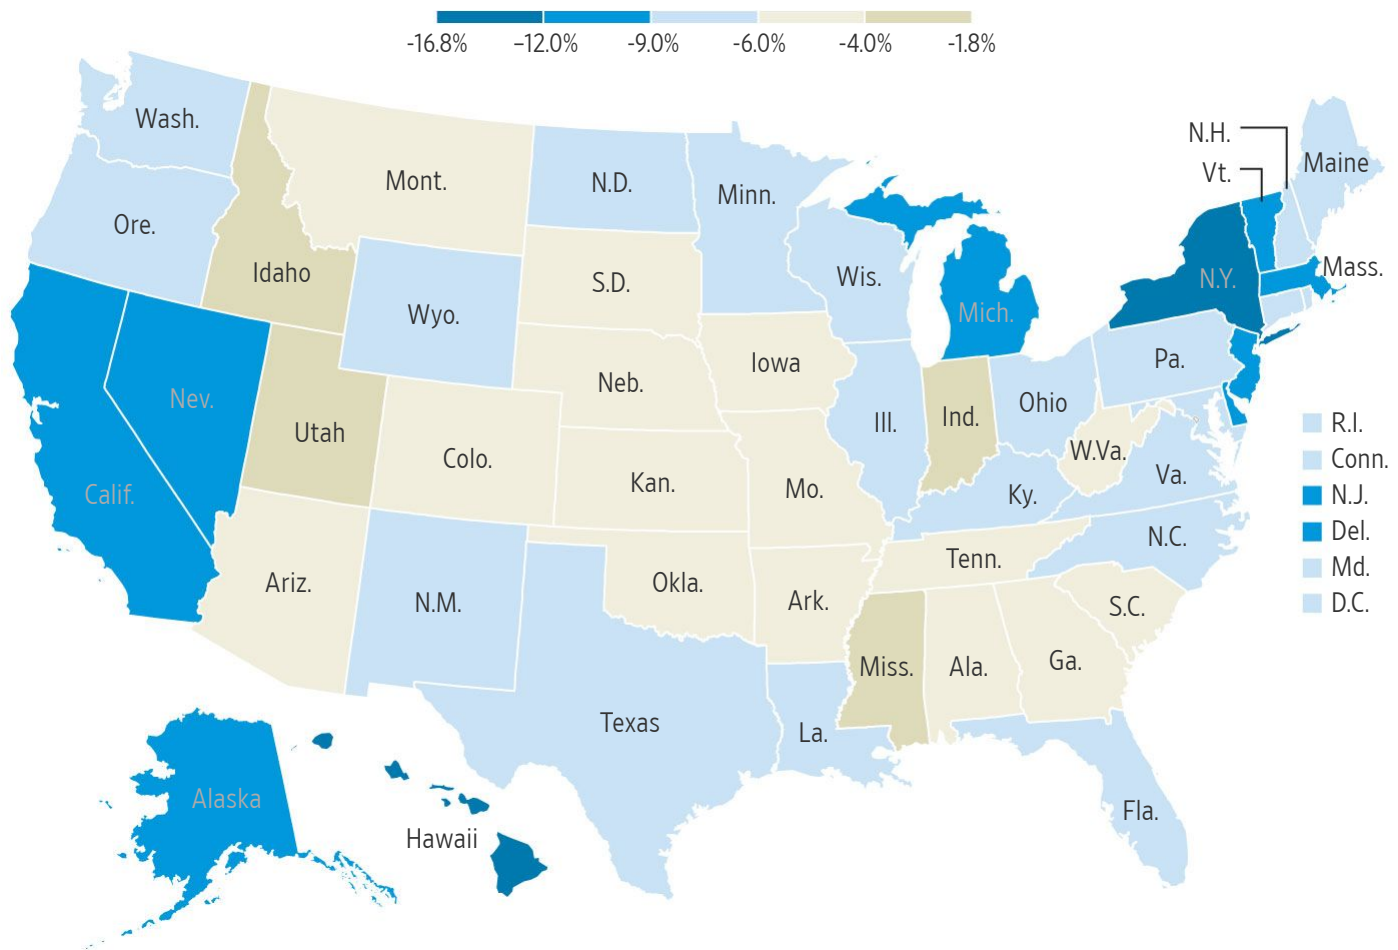 -16.8% –12.0% -9.0% -6.0% -4.0% -1.8%
Wash.
N.H.
Maine
Vt.
Mont.
N.D.
Minn.
Ore.
Idaho
S.D.
Wis.
N.Y.
Mass.
Wyo.
Mich.
Iowa
Pa.
Nev.
Neb.
Ohio
Utah
Colo.
Ill.
Ind.
R.I.
W.Va.
Conn.
Calif.
Kan.
Mo.
Ky.
Va.
N.J.
Del.
N.C.
Tenn.
Md.
Ariz.
Okla.
N.M.
Ark.
S.C.
D.C.
Miss.
Ala.
Ga.
Texas
La.
Alaska
Fla.
Hawaii